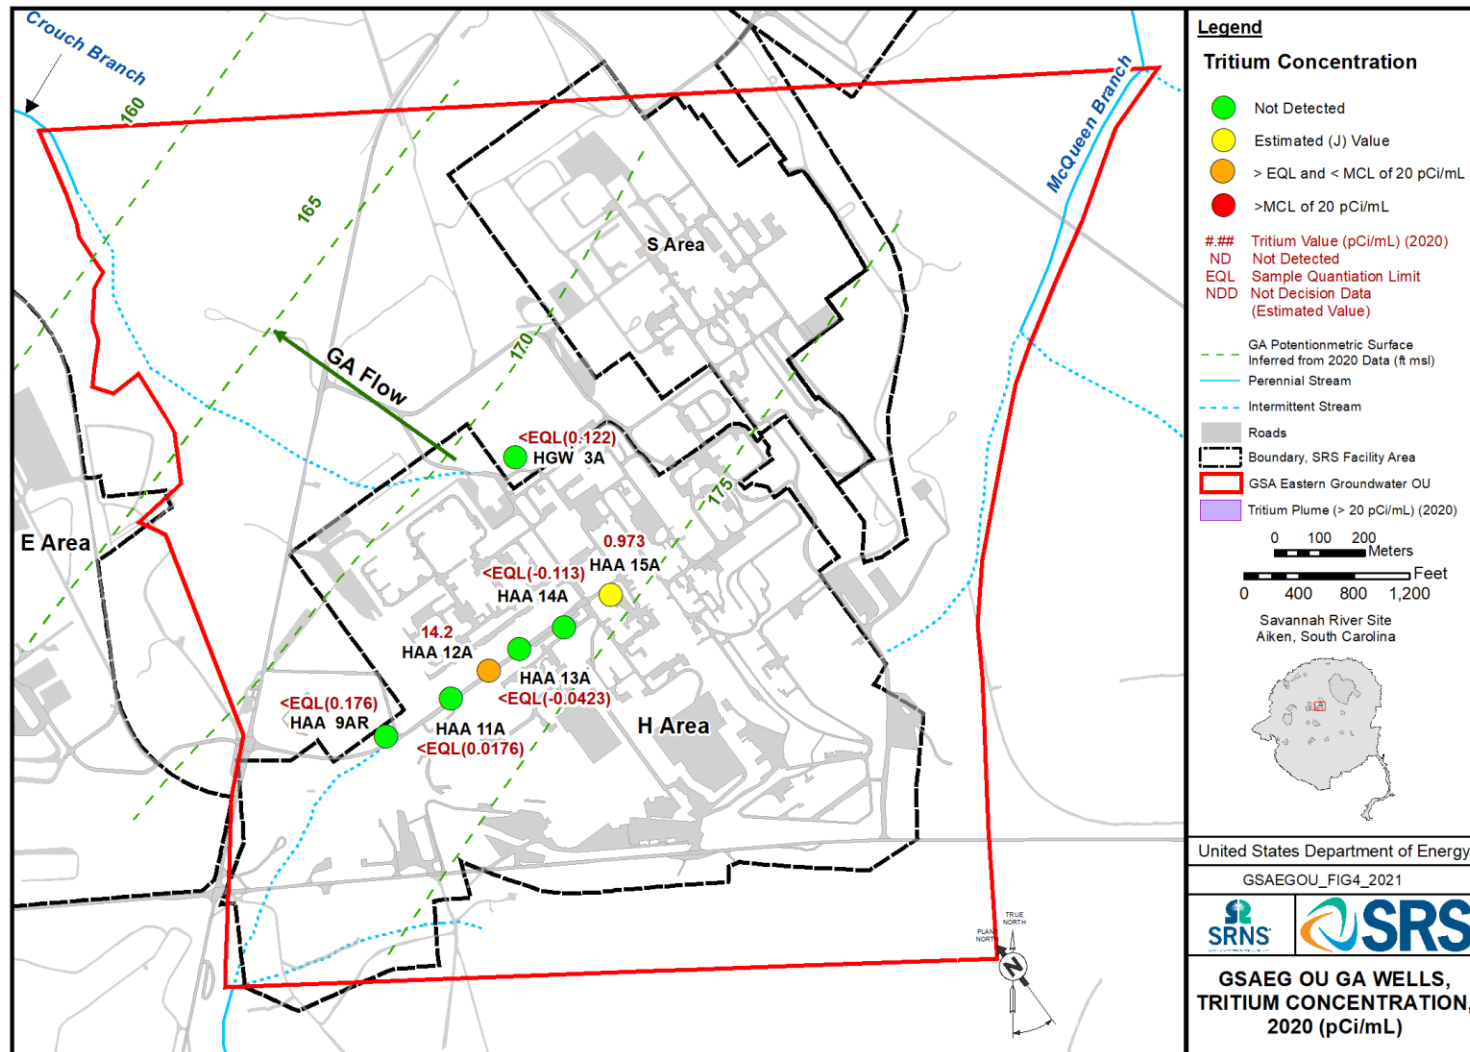 Crouch Branch
160
165
170
175
McQueen Branch
S Area
GA Flow
<EQL(0.122)
HGW 3A
E Area
0.973
HAA 15A
<EQL(-0.113)
HAA 14A
14.2
HAA 12A
HAA 13A
<EQL(-0.0423)
<EQL(0.176)
HAA 9AR
HAA 11A
<EQL(0.0176)
H Area
TRUE
NORTH
PLANT
NORTH
N
Legend
Tritium Concentration
Not Detected
Estimated (J) Value
> EQL and < MCL of 20 pCi/mL
>MCL of 20 pCi/mL
#.## Tritium Value (pCi/mL) (2020)
ND Not Detected
EQL Sample Quantiation Limit
NDD Not Decision Data
(Estimated Value)
GA Potentionmetric Surface
Inferred from 2020 Data (ft msl)
Perennial Stream
Intermittent Stream
Roads
Boundary, SRS Facility Area
GSA Eastern Groundwater OU
Tritium Plume (> 20 pCi/mL) (2020)
0 100 200
Meters
Feet
0 400 800 1,200
Savannah River Site
Aiken, South Carolina
United States Department of Energy
GSAEGOU_FIG4_2021
SRNS
SRS
GSAEG OU GA WELLS,
TRITIUM CONCENTRATION,
2020 (pCi/mL)